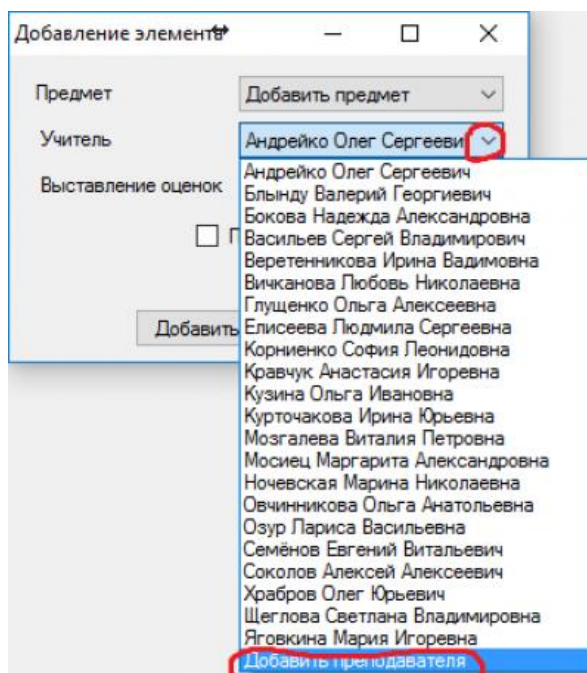 Добавление элемента
Предмет
Добавить предмет
Учитель
Андрейко Олег Сергееви
Выставление оценок
П
Добавить
Андрейко Олег Сергеевич
Блынду Валерий Георгиевич
Бокова Надежда Александровна
Васильев Сергей Владимирович
Веретенникова Ирина Вадимовна
Вичканова Любовь Николаевна
Глущенко Ольга Алексеевна
Елисеева Людмила Сергеевна
Корниенко София Леонидовна
Кравчук Анастасия Игоревна
Кузина Ольга Ивановна
Курточакова Ирина Юрьевна
Мозгалева Виталия Петровна
Мосиец Маргарита Александровна
Ночевская Марина Николаевна
Овчинникова Ольга Анатольевна
Озур Лариса Васильевна
Семёнов Евгений Витальевич
Соколов Алексей Алексеевич
Храбров Олег Юрьевич
Щеглова Светлана Владимировна
Яговкина Мария Игоревна
Добавить преподавателя